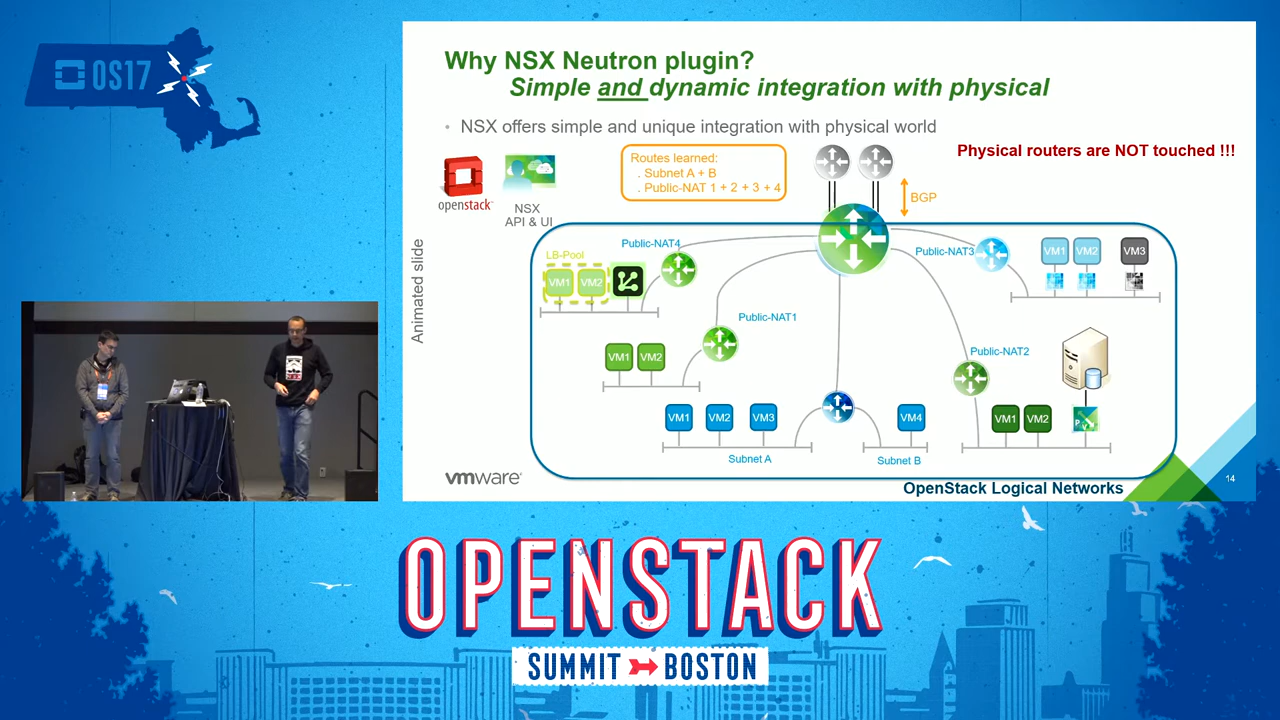 OS17
Why NSX Neutron plugin?
Simple and dynamic integration with physical
• NSX offers simple and unique integration with physical world
Physical routers are NOT touched !!!
openstack
NSX
API & UI
Routes learned:
. Subnet A + B
. Public-NAT 1 + 2 + 3 + 4
BGP
Animated slide
LB-Pool
VM1
VM2
Public-NAT4
Public-NAT3
VM1
VM2
VM3
Public-NAT1
VM1
VM2
Public-NAT2
VM1
VM2
VM3
VM4
VM1
VM2
Subnet A
Subnet B
vmware®
OpenStack Logical Networks
14
OPENSTACK
SUMMIT BOSTON